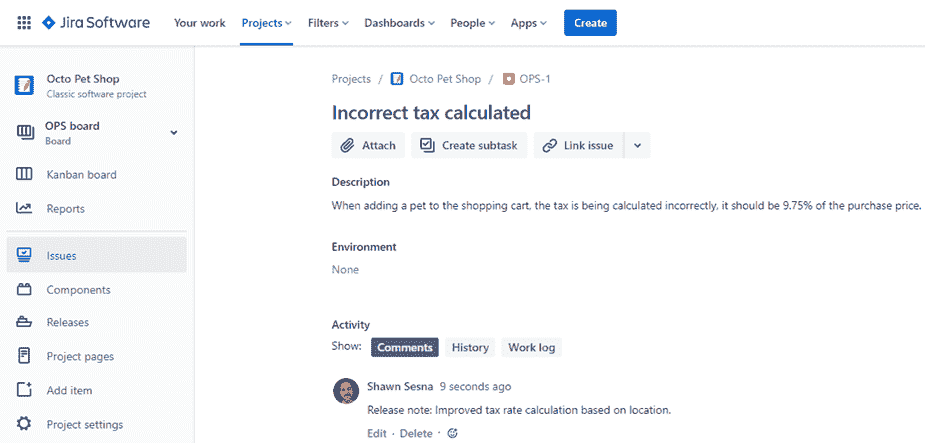 Jira Software Your work Projects Filters Dashboards People Apps Create
Octo Pet Shop
Classic software project
OPS board
Board
Kanban board
Reports
Issues
Components
Releases
Project pages
Add item
Project settings
Projects / Octo Pet Shop / OPS-1
Incorrect tax calculated
Attach Create subtask Link issue
Description
When adding a pet to the shopping cart, the tax is being calculated incorrectly, it should be 9.75% of the purchase price.
Environment
None
Activity
Show: Comments History Work log
Shawn Sesna 9 seconds ago
Release note: Improved tax rate calculation based on location.
Edit · Delete ·